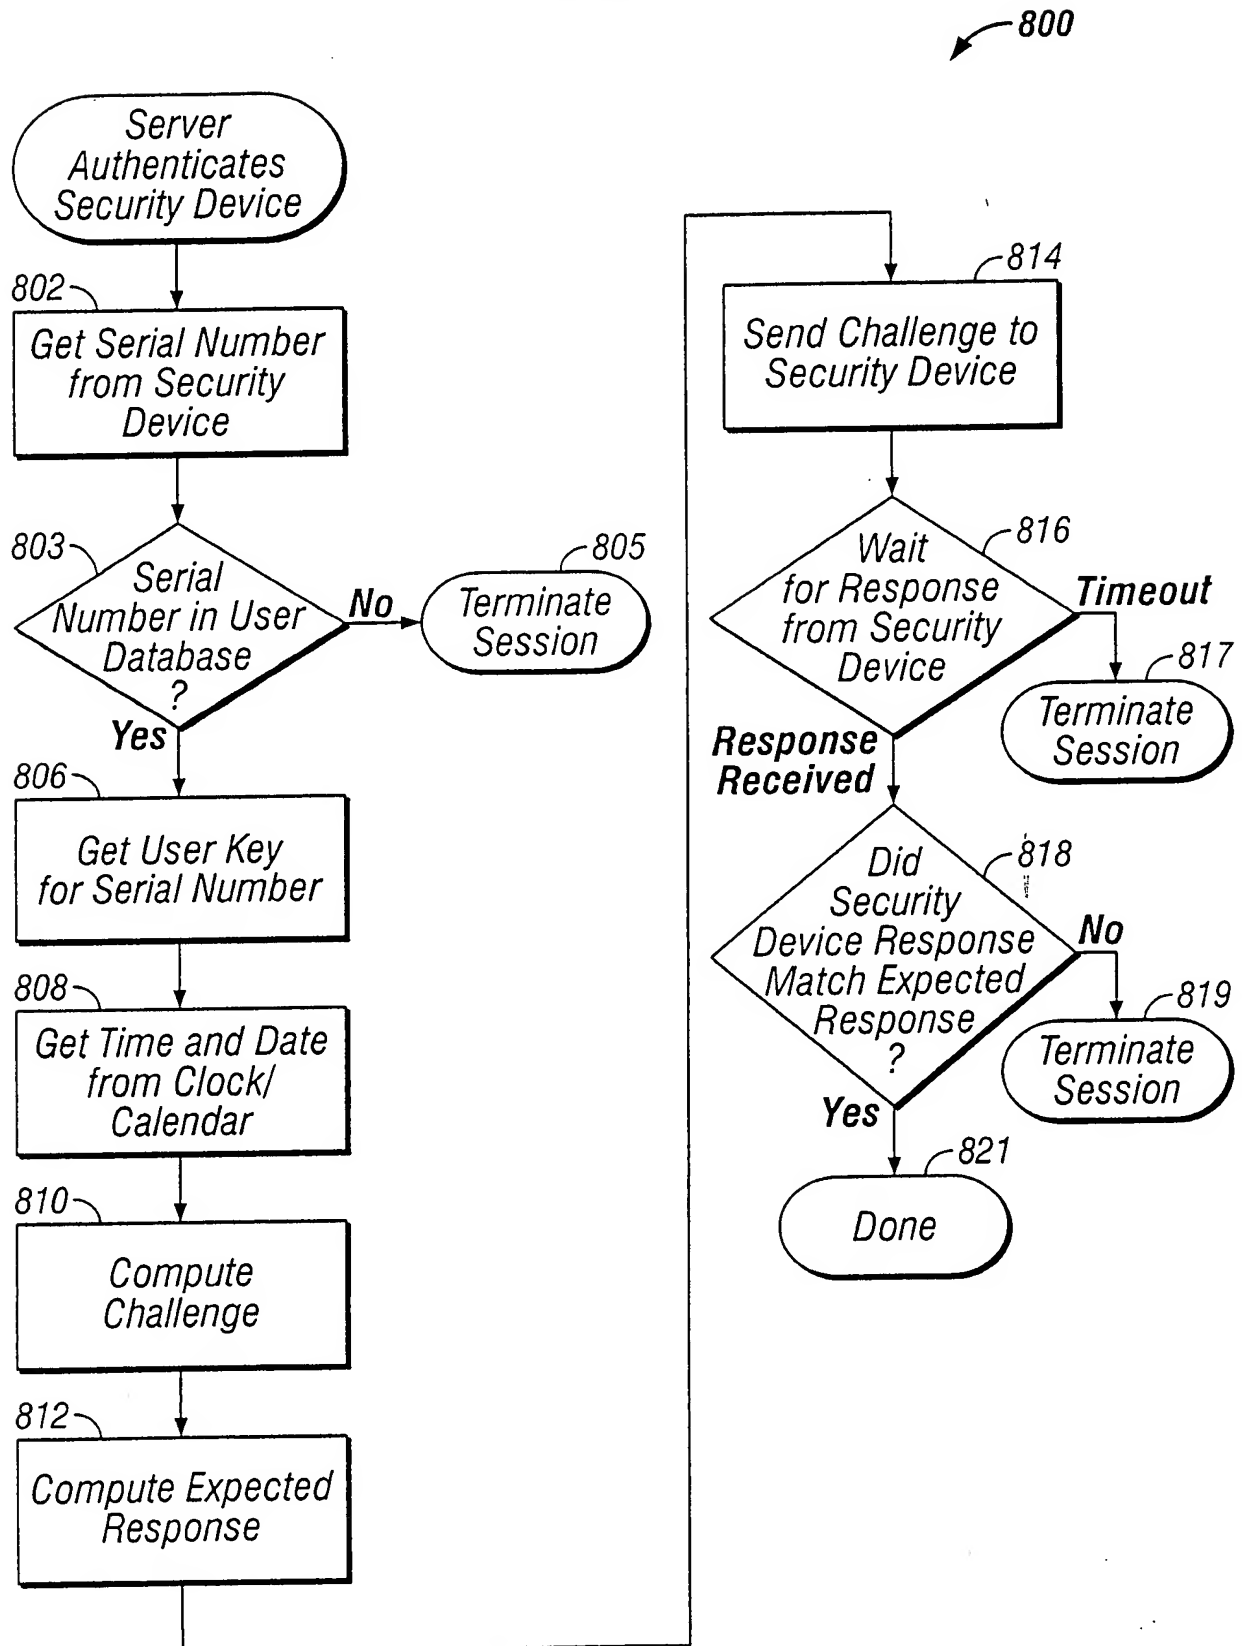 800
Server
Authenticates
Security Device
802
Get Serial Number
from Security
Device
803
Serial
Number in User
Database
?
No
805
Terminate
Session
Yes
806
Get User Key
for Serial Number
808
Get Time and Date
from Clock/
Calendar
810
Compute
Challenge
812
Compute Expected
Response
814
Send Challenge to
Security Device
816
Wait
for Response
from Security
Device
Timeout
817
Terminate
Session
Response
Received
818
Did
Security
Device Response
Match Expected
Response
?
No
819
Terminate
Session
Yes
821
Done